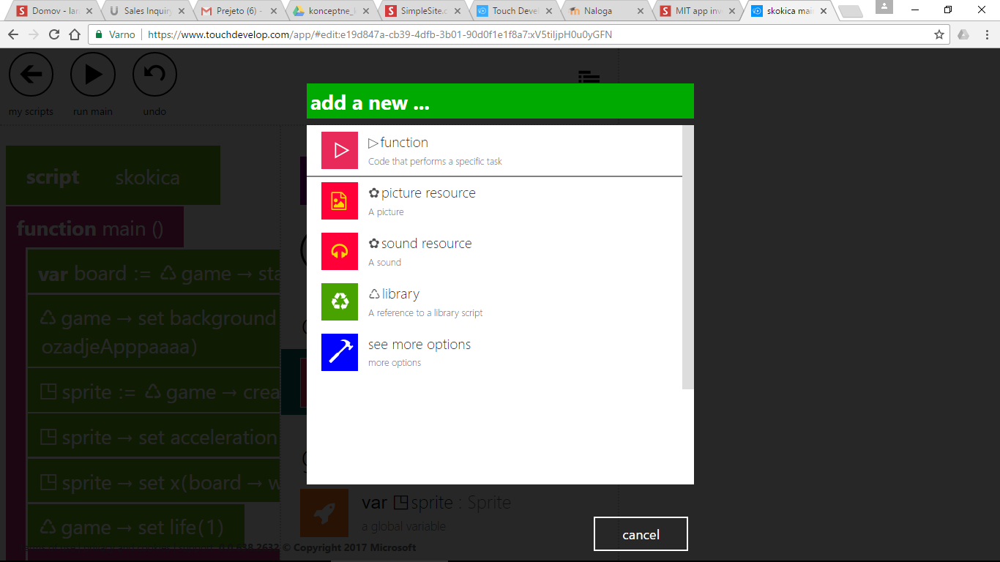 Domov - Ian
Sales Inquiry
Prejeto (6) -
konceptne_
SimpleSite.c
Touch Devel
Naloga
MIT app inv
skokica mai
Varno
https://www.touchdevelop.com/app/#edit:e19d847a-cb39-4dfb-3b01-90d0f1e1f8a7:xV5tiIjpH0u0yGFN
my scripts
run main
undo
script skokica
function main ()
var board := game → sta
game → set background
ozadjeApppaaaa)
sprite := game → crea
sprite → set acceleration
sprite → set x(board → w
game → set life(1)
2632 © Copyright 2017 Microsoft
add a new ...
function
Code that performs a specific task
picture resource
A picture
sound resource
A sound
library
A reference to a library script
see more options
more options
var sprite : Sprite
a global variable
cancel